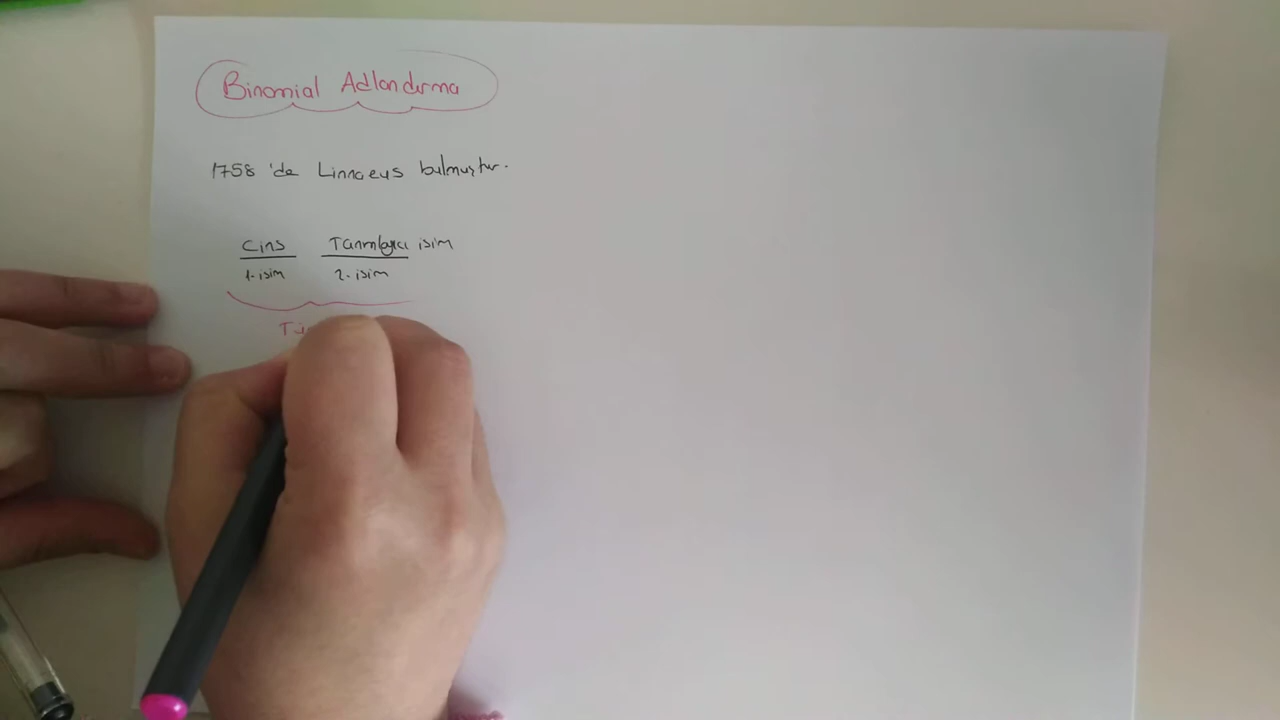 Binomial Adlandırma
1758 'de Linnaeus bulmuştur.
Cins Tanımlayıcı isim
1. isim 2. isim